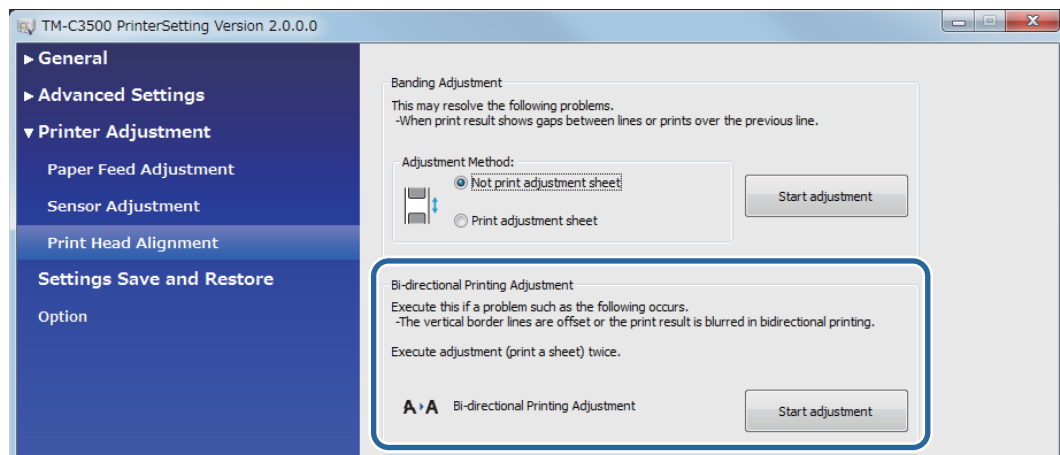 TM-C3500 PrinterSetting Version 2.0.0.0
General
Advanced Settings
Printer Adjustment
Paper Feed Adjustment
Sensor Adjustment
Print Head Alignment
Settings Save and Restore
Option
Banding Adjustment
This may resolve the following problems.
-When print result shows gaps between lines or prints over the previous line.
Adjustment Method:
Not print adjustment sheet
Print adjustment sheet
Start adjustment
Bi-directional Printing Adjustment
Execute this if a problem such as the following occurs.
-The vertical border lines are offset or the print result is blurred in bidirectional printing.
Execute adjustment (print a sheet) twice.
A A Bi-directional Printing Adjustment
Start adjustment